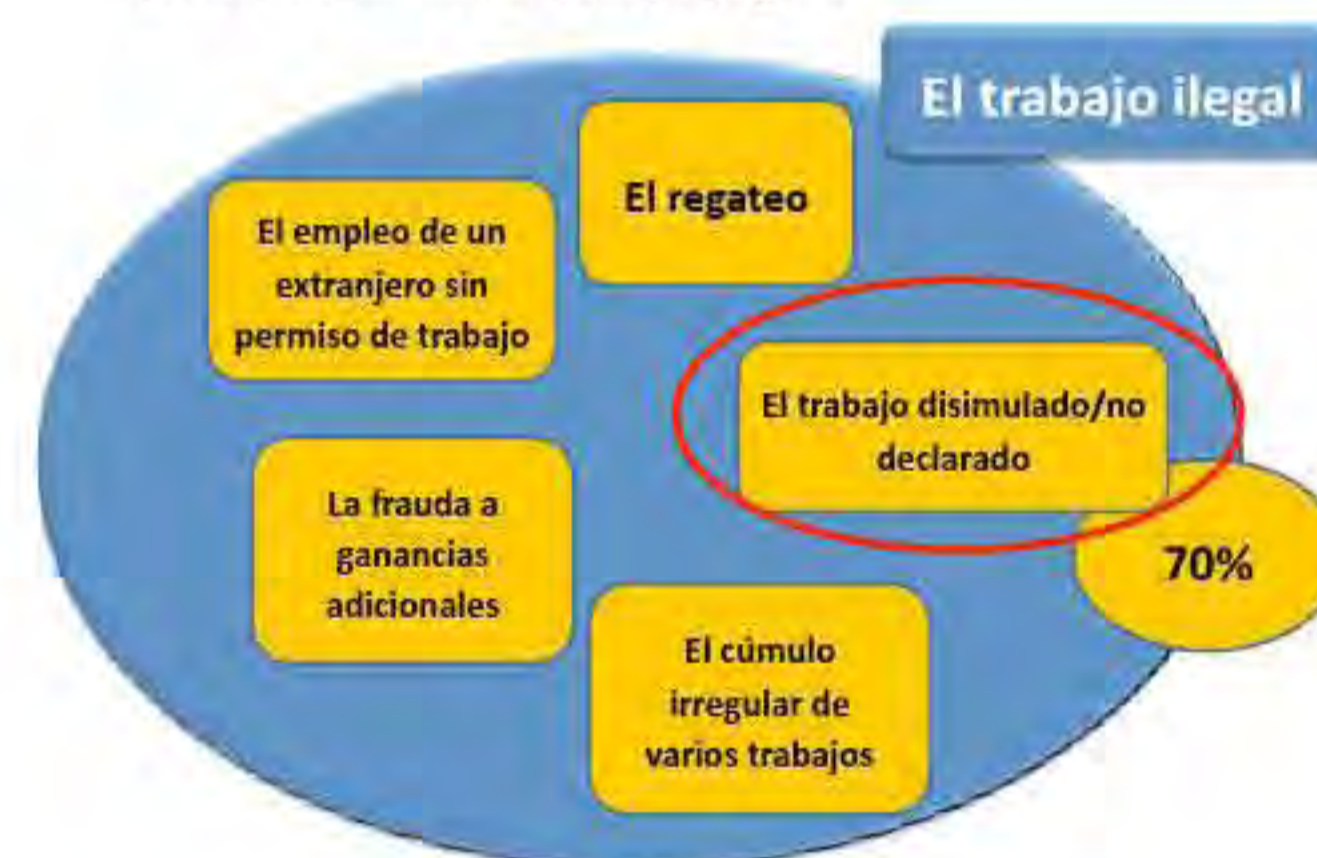 El trabajo ilegal
El regateo
El empleo de un
extranjero sin
permiso de trabajo
El trabajo disimulado/no
declarado
70%
La frauda a
ganancias
adicionales
El cúmulo
irregular de
varios trabajos